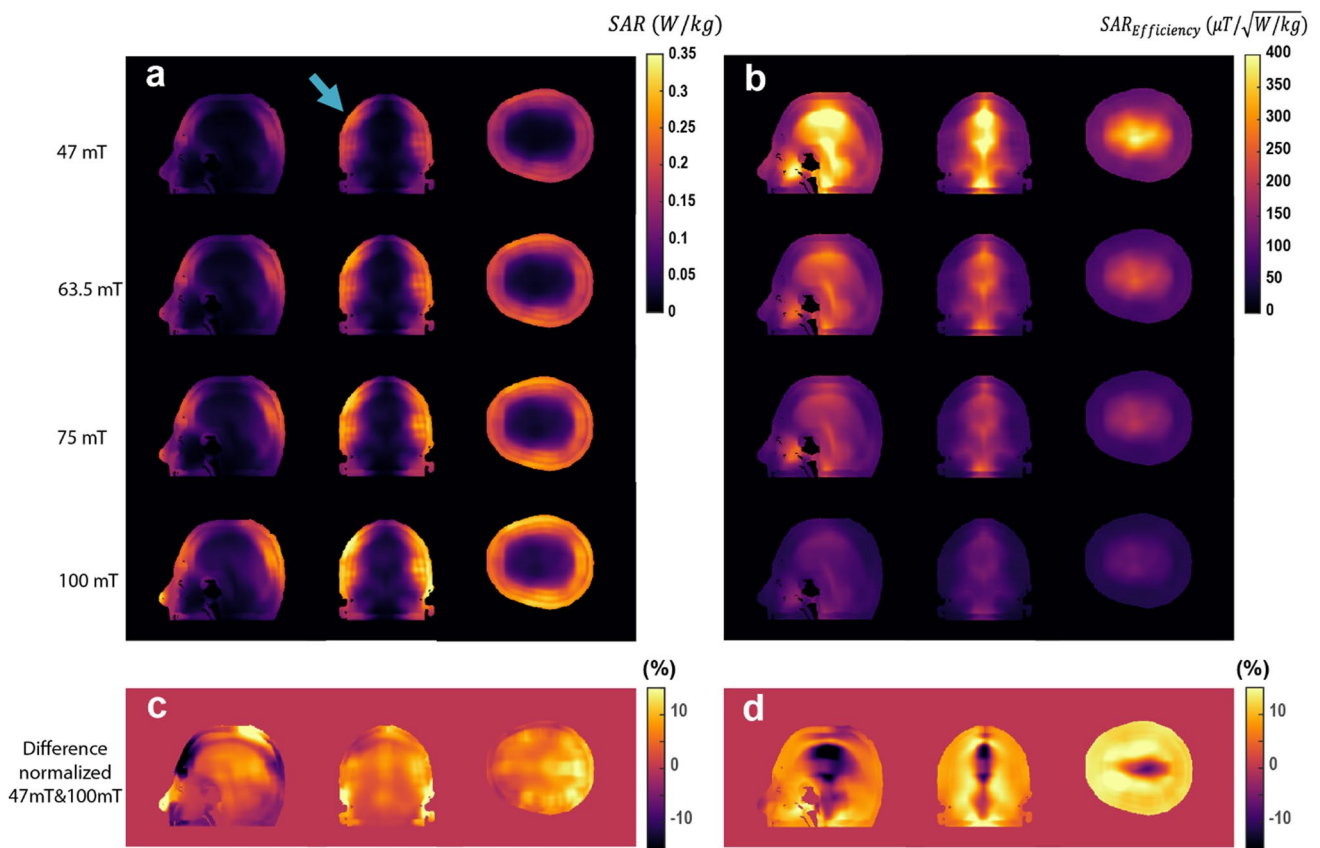 SAR (W/kg)
SAR_Efficiency (μT/√W/kg)
a
0.35
0.3
0.25
0.2
0.15
0.1
0.05
0
b
400
350
300
250
200
150
100
50
0
47 mT
63.5 mT
75 mT
100 mT
(%)
(%)
c
10
0
-10
d
10
0
-10
Difference
normalized
47mT&100mT